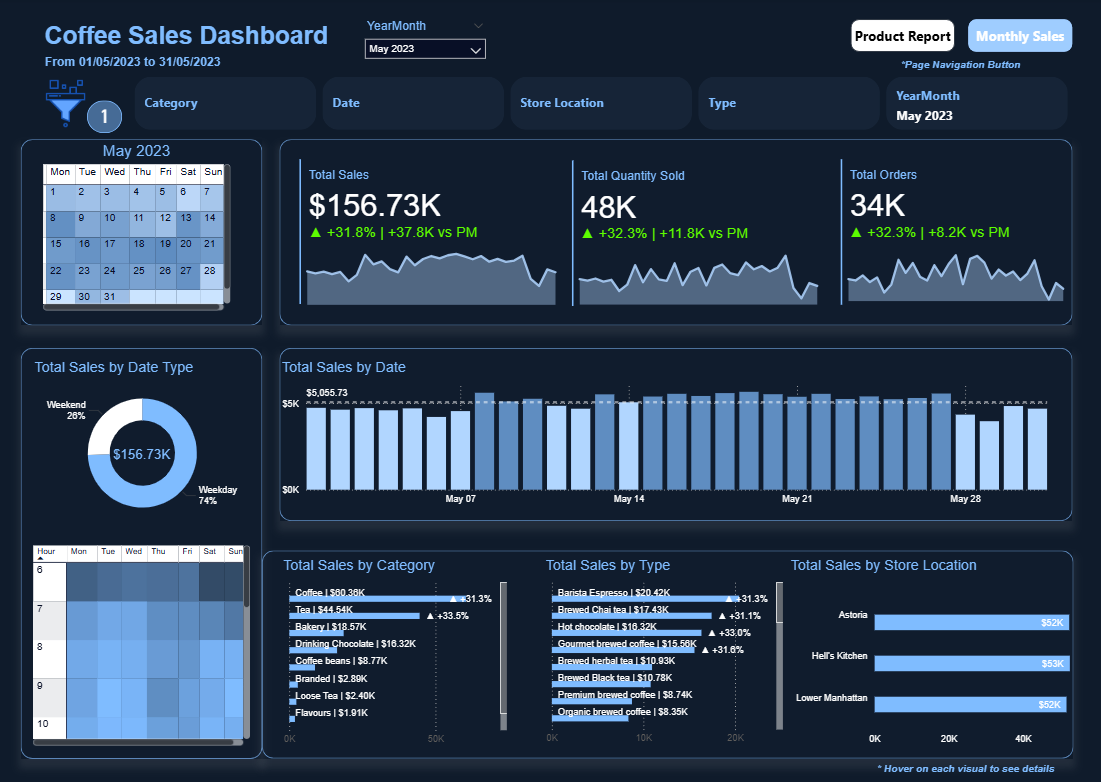 Coffee Sales Dashboard
From 01/05/2023 to 31/05/2023
YearMonth
May 2023
Product Report
Monthly Sales
*Page Navigation Button
1
Category
Date
Store Location
Type
YearMonth
May 2023
May 2023
Mon Tue Wed Thu Fri Sat Sun
1 2 3 4 5 6 7
8 9 10 11 12 13 14
15 16 17 18 19 20 21
22 23 24 25 26 27 28
29 30 31
Total Sales
$156.73K
▲ +31.8% | +37.8K vs PM
Total Quantity Sold
48K
▲ +32.3% | +11.8K vs PM
Total Orders
34K
▲ +32.3% | +8.2K vs PM
Total Sales by Date Type
Weekend
26%
$156.73K
Weekday
74%
Total Sales by Date
$5,055.73
$5K
$0K
May 07 May 14 May 21 May 28
Hour Mon Tue Wed Thu Fri Sat Sun
6
7
8
9
10
Total Sales by Category
Coffee | $60.36K ▲ +31.3%
Tea | $44.54K ▲ +33.5%
Bakery | $18.57K
Drinking Chocolate | $16.32K
Coffee beans | $8.77K
Branded | $2.89K
Loose Tea | $2.40K
Flavours | $1.91K
0K 50K
Total Sales by Type
Barista Espresso | $20.42K ▲ +31.3%
Brewed Chai tea | $17.43K ▲ +31.1%
Hot chocolate | $16.32K ▲ +33.0%
Gourmet brewed coffee | $15.56K ▲ +31.6%
Brewed herbal tea | $10.93K
Brewed Black tea | $10.78K
Premium brewed coffee | $8.74K
Organic brewed coffee | $8.35K
0K 10K 20K
Total Sales by Store Location
Astoria $52K
Hell's Kitchen $53K
Lower Manhattan $52K
0K 20K 40K
* Hover on each visual to see details